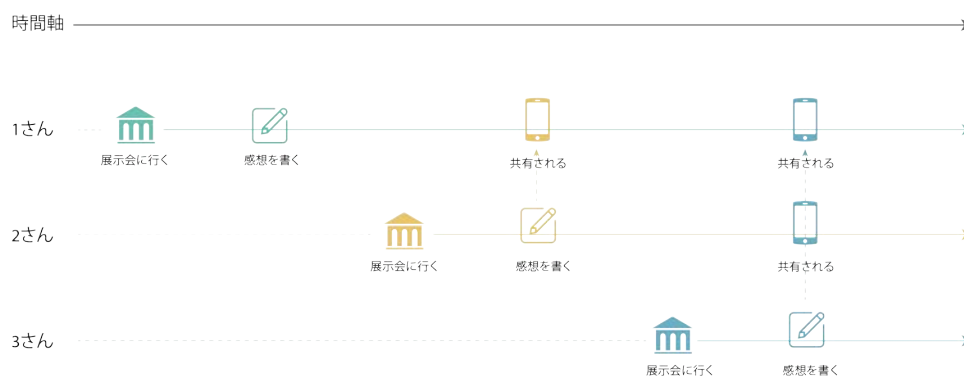 時間軸
1さん
展示会に行く
感想を書く
共有される
共有される
2さん
展示会に行く
感想を書く
共有される
3さん
展示会に行く
感想を書く